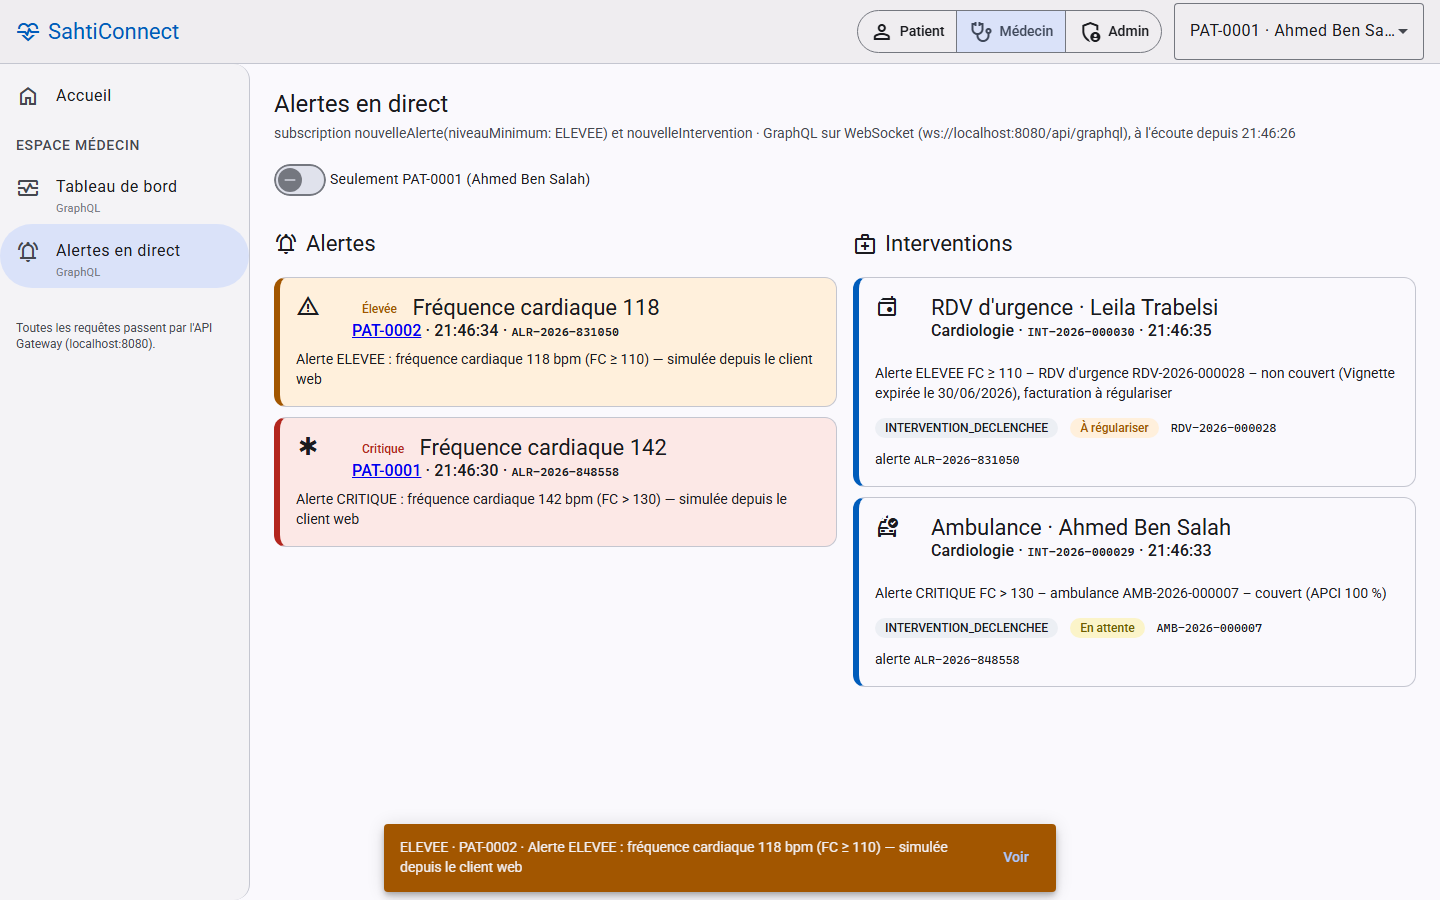 SahtiConnect
Patient
Médecin
Admin
PAT-0001 · Ahmed Ben Sa...
Accueil
ESPACE MÉDECIN
Tableau de bord
GraphQL
Alertes en direct
GraphQL
Toutes les requêtes passent par l'API
Gateway (localhost:8080).
Alertes en direct
subscription nouvelleAlerte(niveauMinimum: ELEVEE) et nouvelleIntervention · GraphQL sur WebSocket (ws://localhost:8080/api/graphql), à l'écoute depuis 21:46:26
Seulement PAT-0001 (Ahmed Ben Salah)
Alertes
Élevée Fréquence cardiaque 118
PAT-0002 · 21:46:34 · ALR-2026-831050
Alerte ELEVEE : fréquence cardiaque 118 bpm (FC ≥ 110) — simulée depuis le client
web
Critique Fréquence cardiaque 142
PAT-0001 · 21:46:30 · ALR-2026-848558
Alerte CRITIQUE : fréquence cardiaque 142 bpm (FC > 130) — simulée depuis le
client web
Interventions
RDV d'urgence · Leila Trabelsi
Cardiologie · INT-2026-000030 · 21:46:35
Alerte ELEVEE FC ≥ 110 – RDV d'urgence RDV-2026-000028 – non couvert (Vignette
expirée le 30/06/2026), facturation à régulariser
INTERVENTION_DECLENCHEE À régulariser RDV-2026-000028
alerte ALR-2026-831050
Ambulance · Ahmed Ben Salah
Cardiologie · INT-2026-000029 · 21:46:33
Alerte CRITIQUE FC > 130 – ambulance AMB-2026-000007 – couvert (APCI 100 %)
INTERVENTION_DECLENCHEE En attente AMB-2026-000007
alerte ALR-2026-848558
ELEVEE · PAT-0002 · Alerte ELEVEE : fréquence cardiaque 118 bpm (FC ≥ 110) — simulée
depuis le client web
Voir